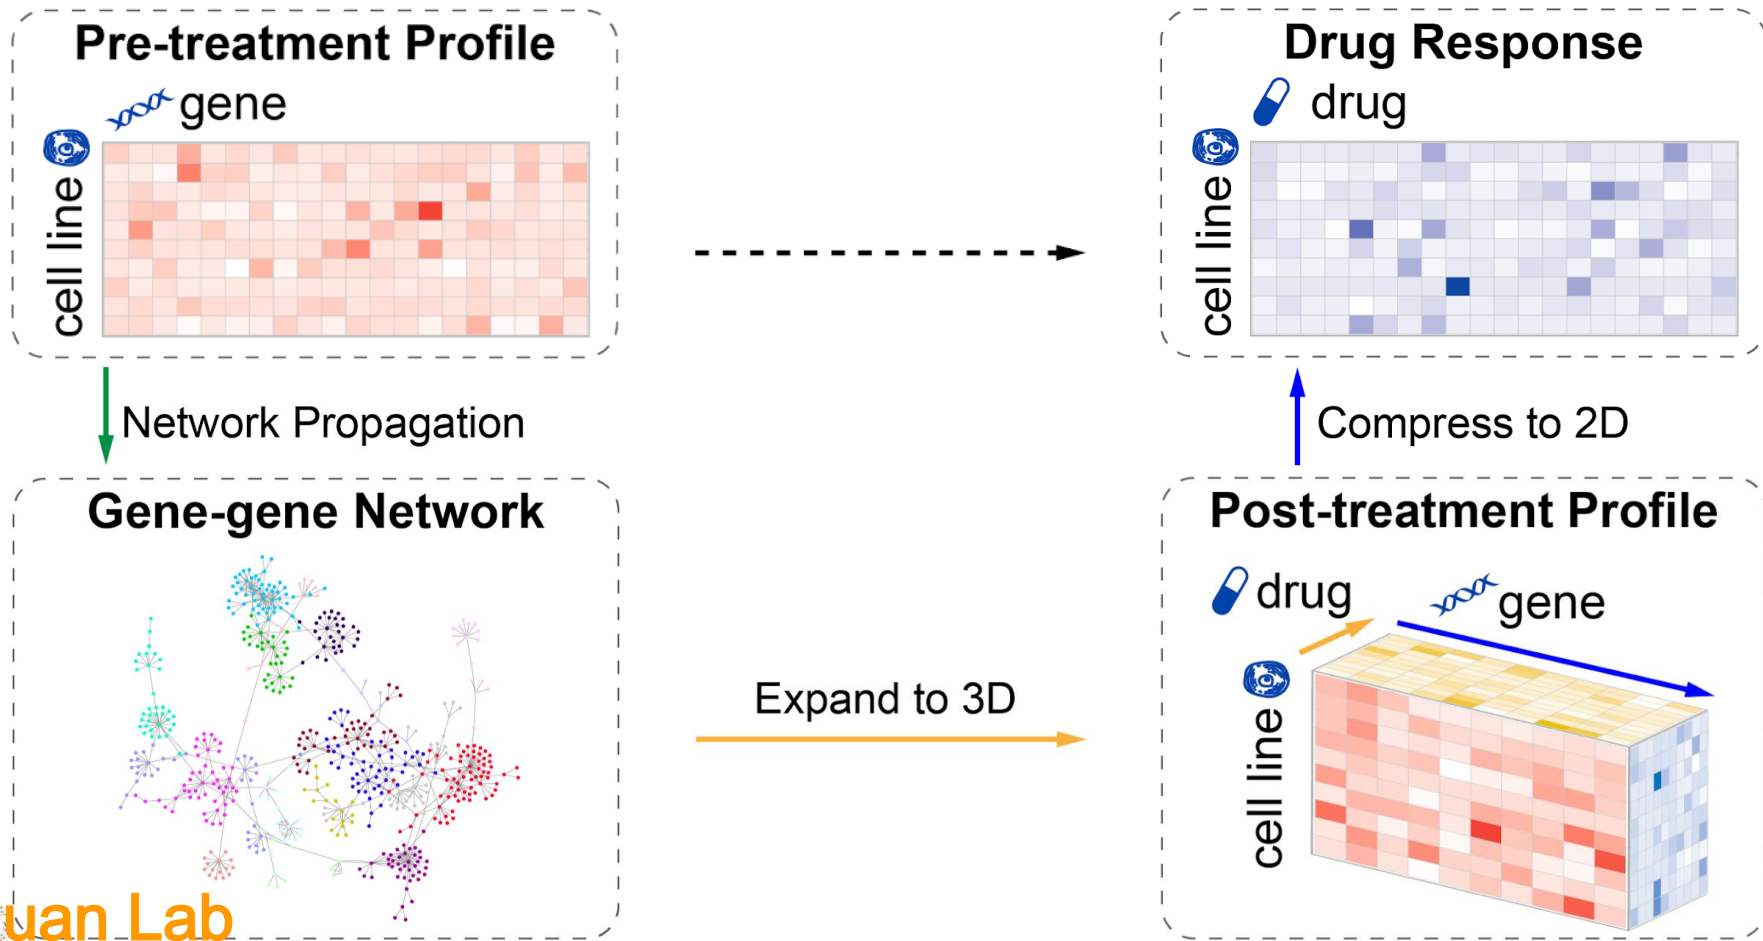 Pre-treatment Profile
gene
cell line
Drug Response
drug
cell line
Network Propagation
Compress to 2D
Gene-gene Network
Expand to 3D
Post-treatment Profile
drug
gene
cell line
uan Lab